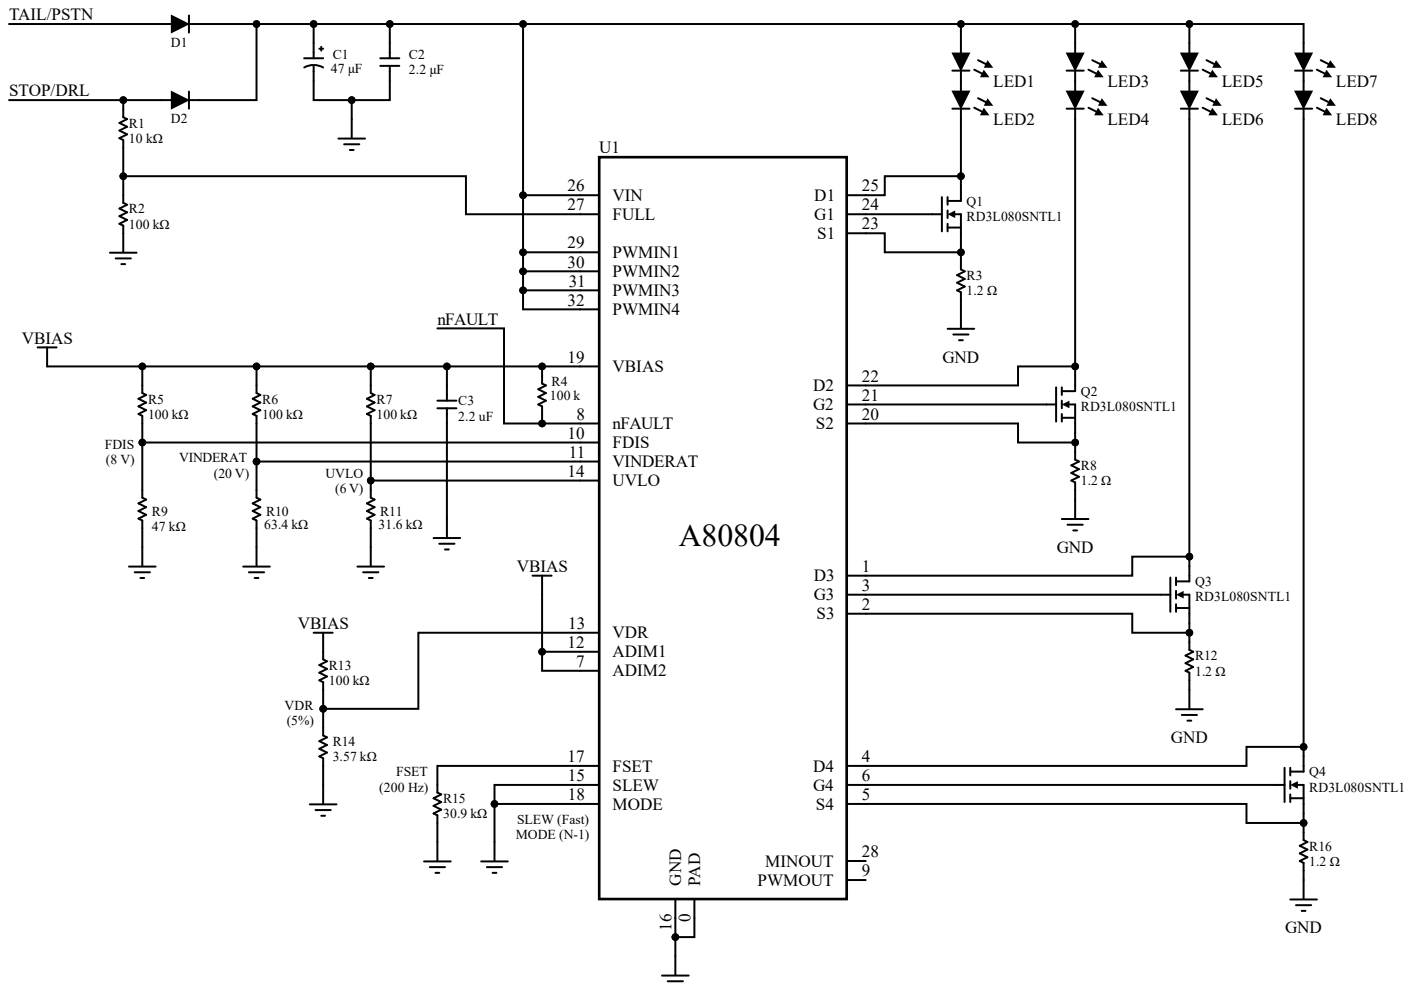 TAIL/PSTN
D1
STOP/DRL
D2
R1
10 kΩ
R2
100 kΩ
+
C1
47 µF
C2
2.2 µF
LED1
LED2
LED3
LED4
LED5
LED6
LED7
LED8
U1
26
VIN
27
FULL
29
PWMIN1
30
PWMIN2
31
PWMIN3
32
PWMIN4
nFAULT
VBIAS
19
VBIAS
R5
100 kΩ
R6
100 kΩ
R7
100 kΩ
C3
2.2 uF
R4
100 k
8
nFAULT
10
FDIS
11
VINDERAT
14
UVLO
FDIS
(8 V)
VINDERAT
(20 V)
UVLO
(6 V)
R9
47 kΩ
R10
63.4 kΩ
R11
31.6 kΩ
A80804
VBIAS
13
VDR
12
ADIM1
7
ADIM2
VBIAS
R13
100 kΩ
VDR
(5%)
R14
3.57 kΩ
FSET
(200 Hz)
R15
30.9 kΩ
17
FSET
15
SLEW
18
MODE
SLEW (Fast)
MODE (N-1)
GND
PAD
16
0
D1
25
G1
24
S1
23
Q1
RD3L080SNTL1
R3
1.2 Ω
GND
D2
22
G2
21
S2
20
Q2
RD3L080SNTL1
R8
1.2 Ω
GND
D3
1
G3
3
S3
2
Q3
RD3L080SNTL1
R12
1.2 Ω
GND
D4
4
G4
6
S4
5
Q4
RD3L080SNTL1
R16
1.2 Ω
GND
MINOUT
28
PWMOUT
9